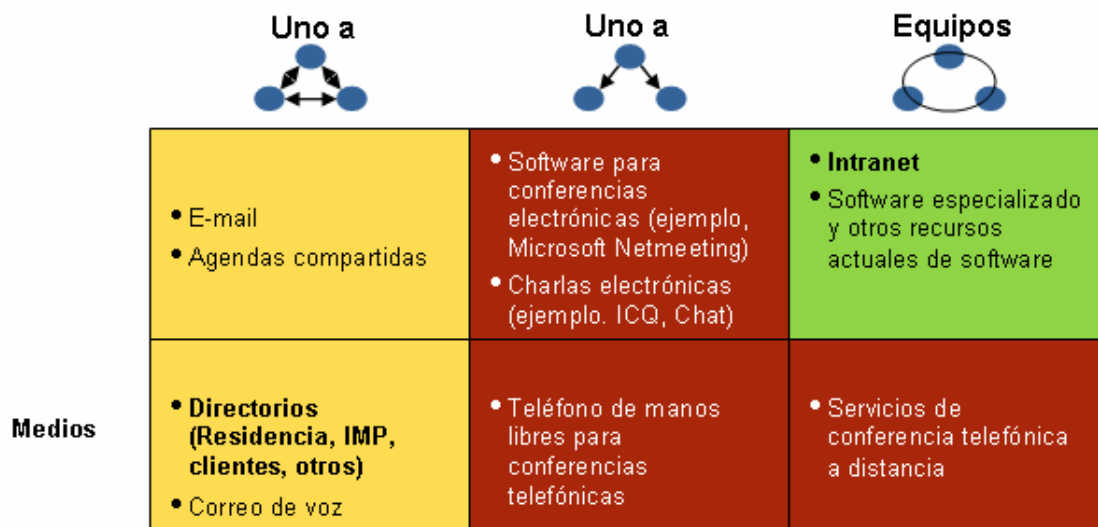 Uno a
Uno a
Equipos
• E-mail
• Agendas compartidas
• Software para
conferencias
electrónicas (ejemplo,
Microsoft Netmeeting)
• Charlas electrónicas
(ejemplo. ICQ, Chat)
• Intranet
• Software especializado
y otros recursos
actuales de software
Medios
• Directorios
(Residencia, IMP,
clientes, otros)
• Correo de voz
• Teléfono de manos
libres para
conferencias
telefónicas
• Servicios de
conferencia telefónica
a distancia